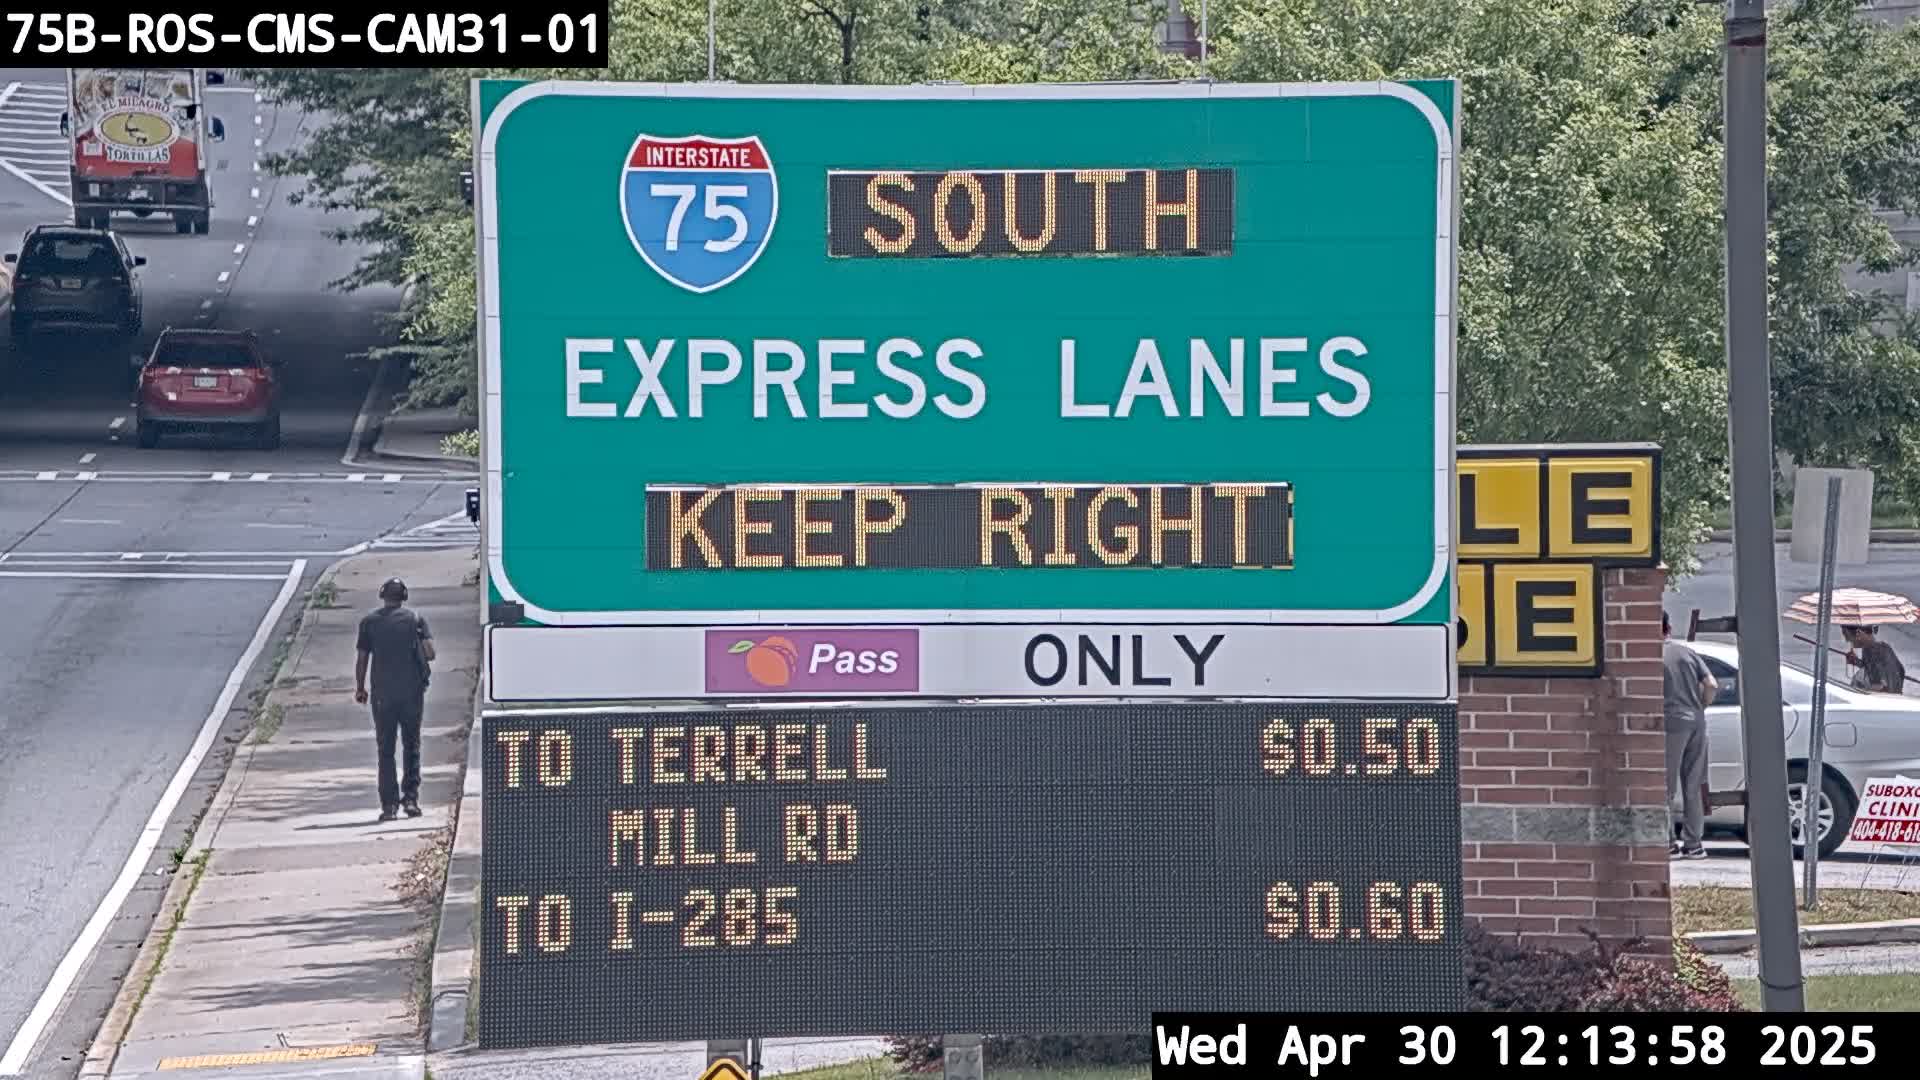 75B-ROS-CMS-CAM31-01
EL MILAGRO
TORTILLAS
INTERSTATE
75
SOUTH
EXPRESS LANES
KEEP RIGHT
Pass
ONLY
TO TERRELL $0.50
MILL RD
TO I-285 $0.60
LE
E
SUBOXO
CLINI
404-418-61
Wed Apr 30 12:13:58 2025